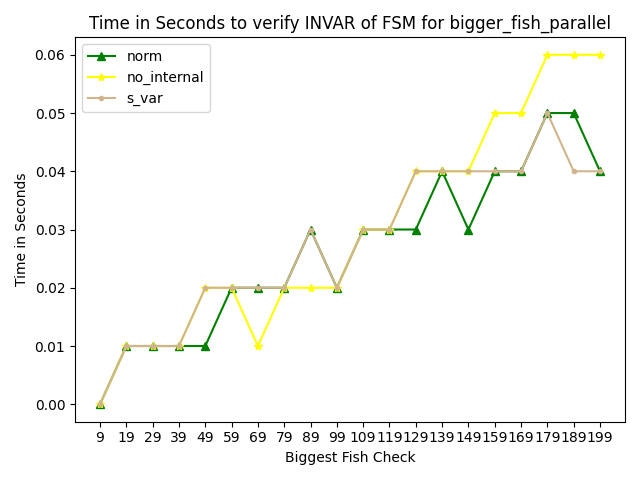 Time in Seconds to verify INVAR of FSM for bigger_fish_parallel
norm
no_internal
s_var
Time in Seconds
0.06
0.05
0.04
0.03
0.02
0.01
0.00
9 19 29 39 49 59 69 79 89 99 109 119 129 139 149 159 169 179 189 199
Biggest Fish Check